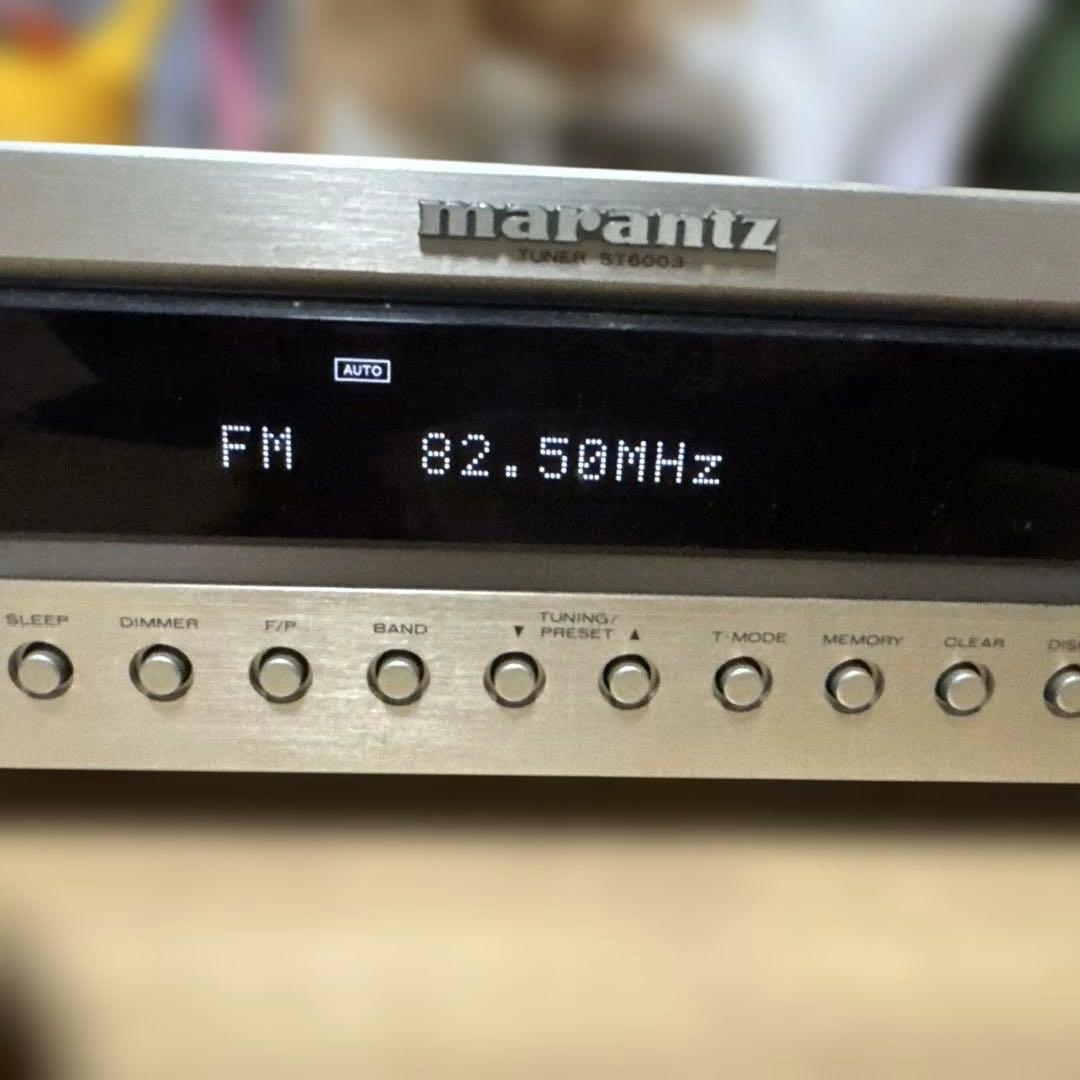 marantz
TUNER ST6003
AUTO
FM 82.50MHz
SLEEP DIMMER F/P BAND ▼ TUNING/ PRESET ▲ T-MODE MEMORY CLEAR